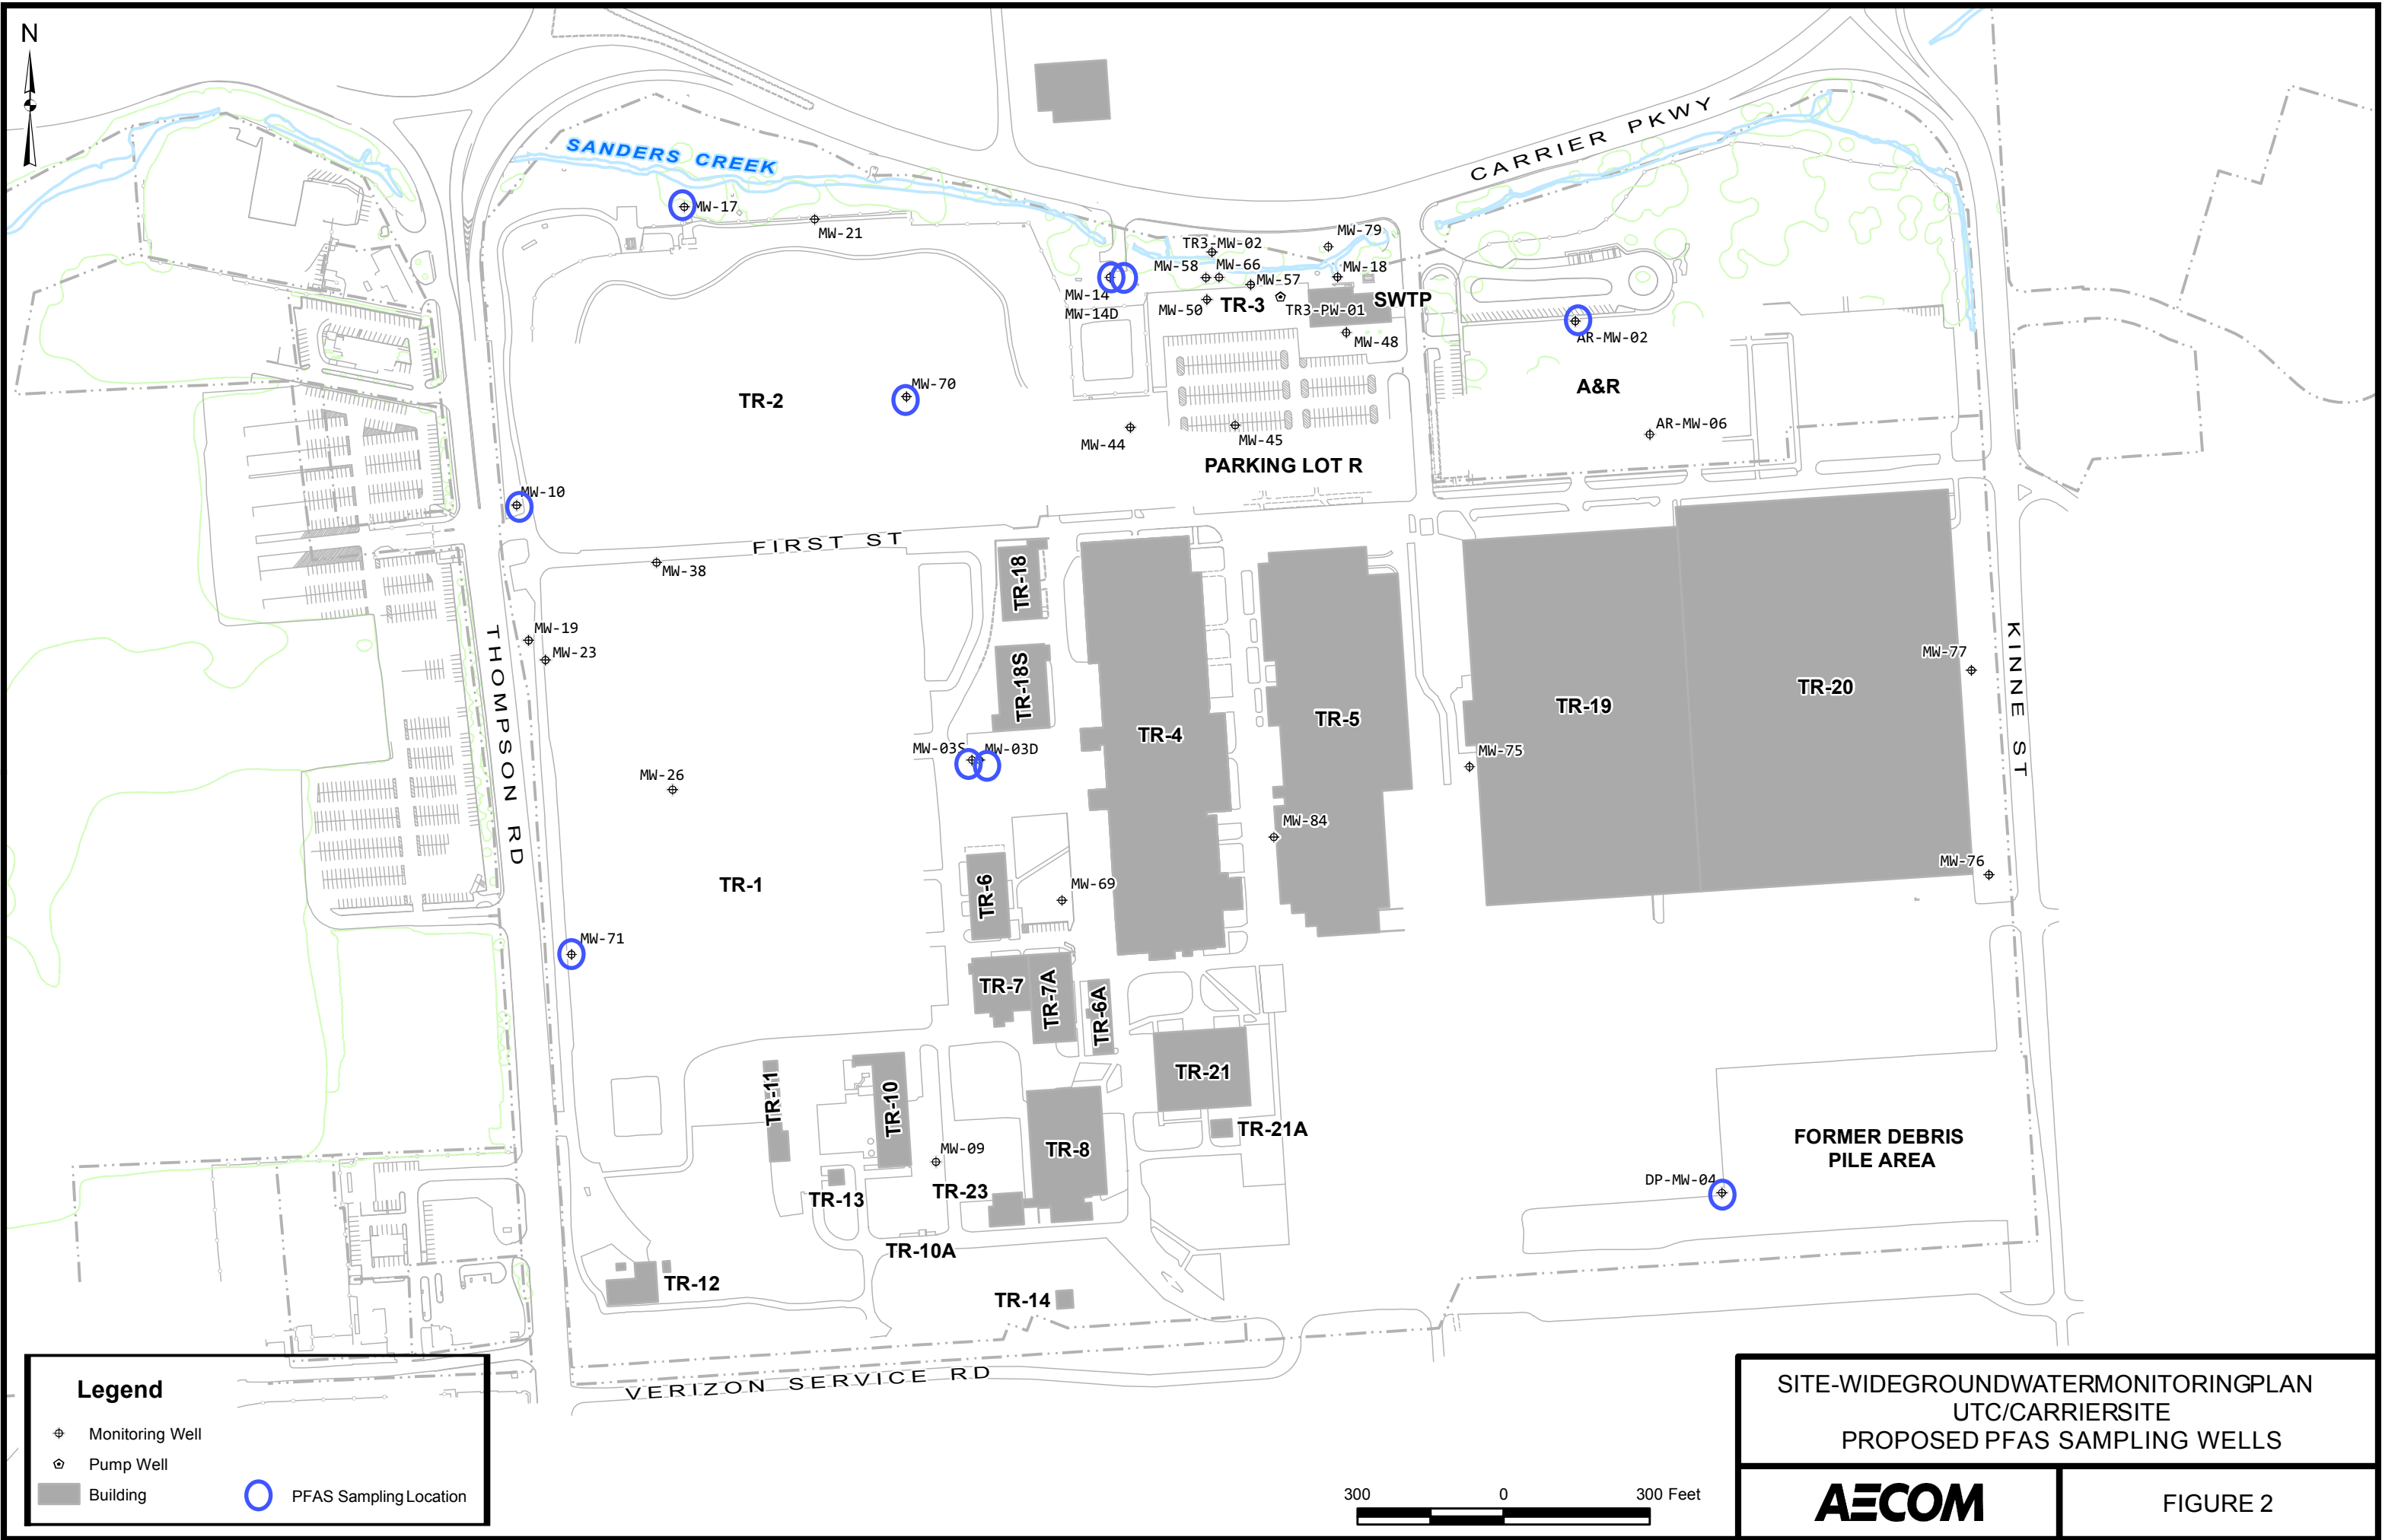 N
CARRIER PKWY
SANDERS CREEK
MW-17
MW-21
TR3-MW-02
MW-79
MW-58
MW-66
MW-18
MW-57
MW-14
MW-14D
MW-50
TR-3
TR3-PW-01
SWTP
MW-48
AR-MW-02
MW-70
TR-2
A&R
MW-44
MW-45
AR-MW-06
PARKING LOT R
MW-10
FIRST ST
MW-38
TR-18
MW-19
MW-23
THOMPSON RD
TR-18S
MW-77
KINNE ST
TR-20
TR-19
TR-5
TR-4
MW-03S
MW-03D
MW-75
MW-26
MW-84
MW-76
TR-1
TR-6
MW-69
MW-71
TR-7
TR-7A
TR-6A
TR-21
TR-11
TR-10
TR-21A
FORMER DEBRIS
PILE AREA
MW-09
TR-8
DP-MW-04
TR-13
TR-23
TR-10A
TR-12
TR-14
VERIZON SERVICE RD
Legend
Monitoring Well
Pump Well
Building
PFAS Sampling Location
300 0 300 Feet
SITE-WIDEGROUNDWATERMONITORINGPLAN
UTC/CARRIERSITE
PROPOSED PFAS SAMPLING WELLS
AECOM
FIGURE 2